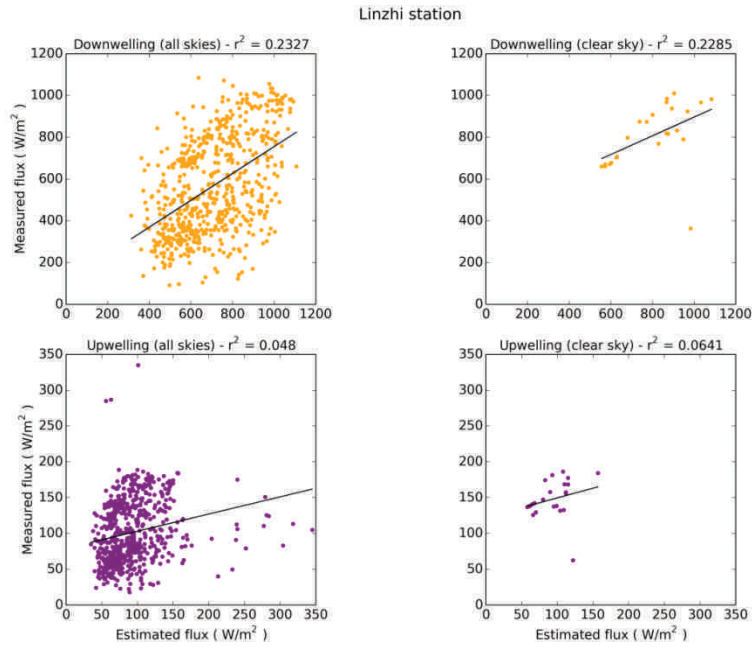 Linzhi station
Downwelling (all skies) - r² = 0.2327
Downwelling (clear sky) - r² = 0.2285
Measured flux ( W/m² )
1200
1000
800
600
400
200
0
0 200 400 600 800 1000 1200
1200
1000
800
600
400
200
0
0 200 400 600 800 1000 1200
Upwelling (all skies) - r² = 0.048
Upwelling (clear sky) - r² = 0.0641
Measured flux ( W/m² )
350
300
250
200
150
100
50
0
0 50 100 150 200 250 300 350
Estimated flux ( W/m² )
350
300
250
200
150
100
50
0
0 50 100 150 200 250 300 350
Estimated flux ( W/m² )